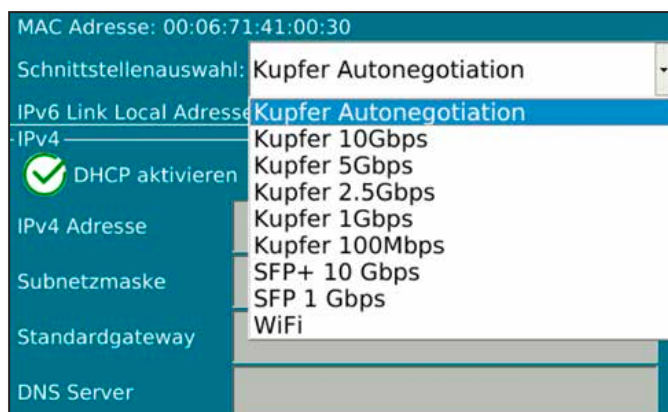 MAC Adresse: 00:06:71:41:00:30
Schnittstellenauswahl: Kupfer Autonegotiation
IPv6 Link Local Adresse Kupfer Autonegotiation
IPv4
Kupfer 10Gbps
Kupfer 5Gbps
DHCP aktivieren
Kupfer 2.5Gbps
IPv4 Adresse
Kupfer 1Gbps
Kupfer 100Mbps
Subnetzmaske
SFP+ 10 Gbps
SFP 1 Gbps
WiFi
Standardgateway
DNS Server